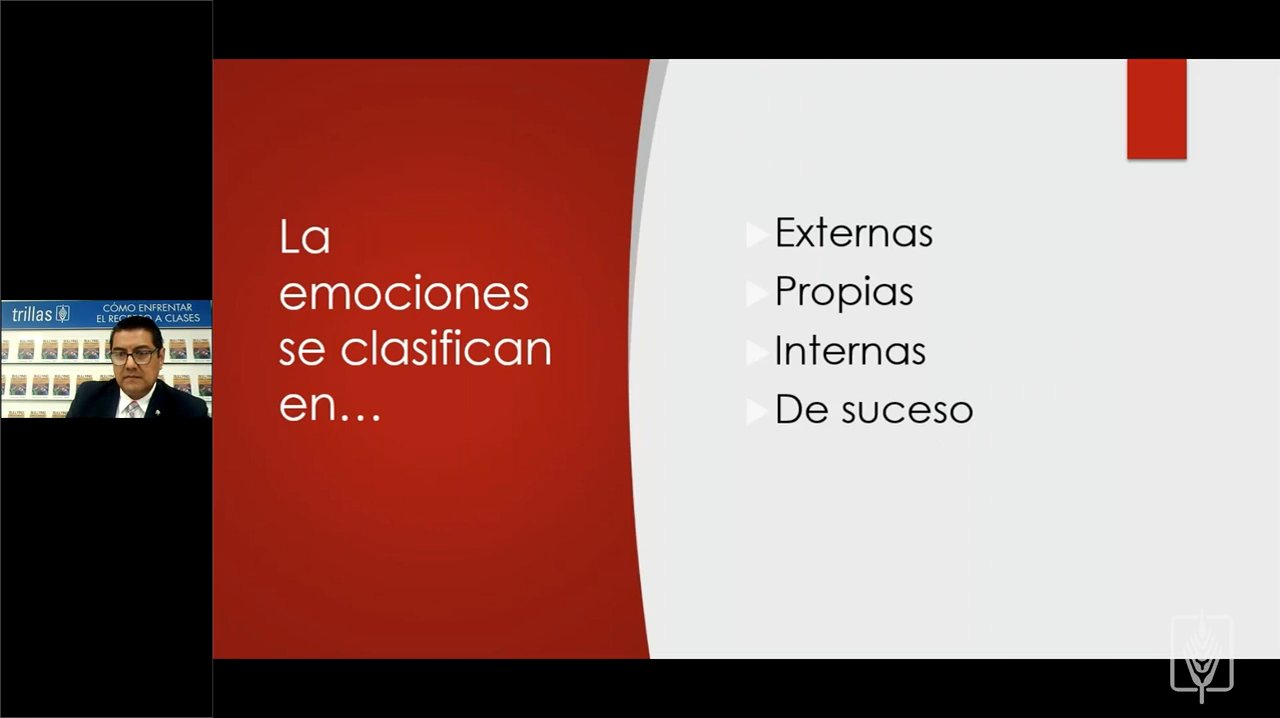 La
emociones
se clasifican
en...
Externas
Propias
Internas
De suceso
trillas
CÓMO ENFRENTAR
EL REGRESO A CLASES